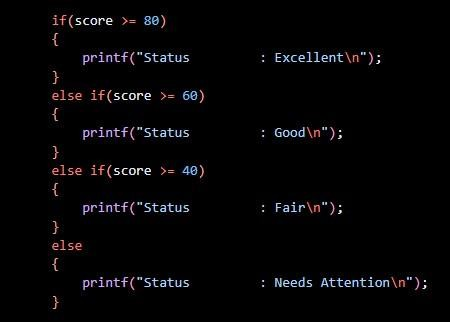 if(score >= 80)
{
    printf("Status         : Excellent\n");
}
else if(score >= 60)
{
    printf("Status         : Good\n");
}
else if(score >= 40)
{
    printf("Status         : Fair\n");
}
else
{
    printf("Status         : Needs Attention\n");
}